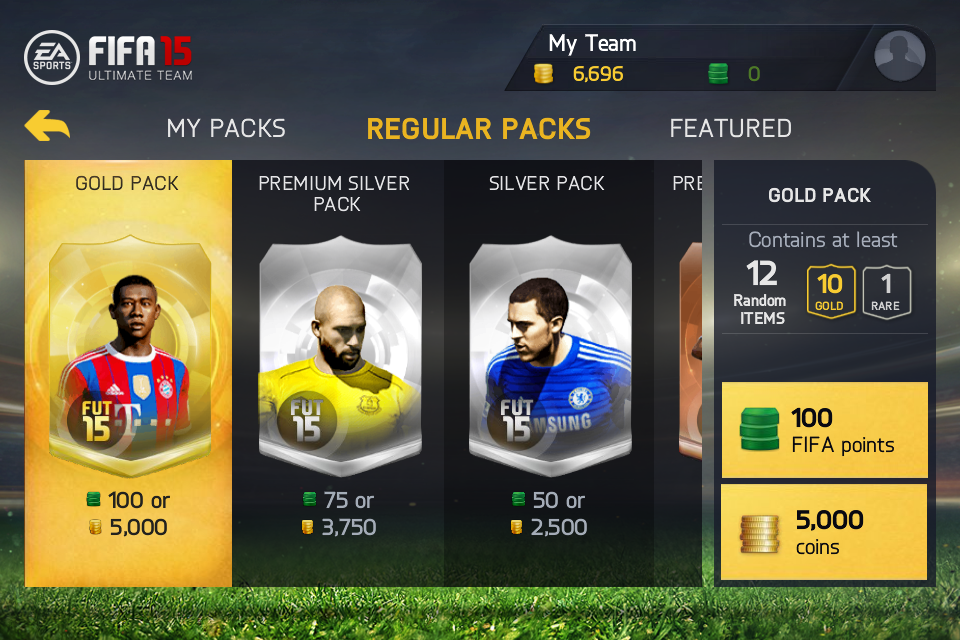 EA
SPORTS
FIFA 15
ULTIMATE TEAM
My Team
6,696
0
MY PACKS
REGULAR PACKS
FEATURED
GOLD PACK
FUT
15
100 or
5,000
PREMIUM SILVER
PACK
FUT
15
75 or
3,750
SILVER PACK
SAMSUNG
FUT
15
50 or
2,500
PRE
GOLD PACK
Contains at least
12
Random
ITEMS
10
GOLD
1
RARE
100
FIFA points
5,000
coins